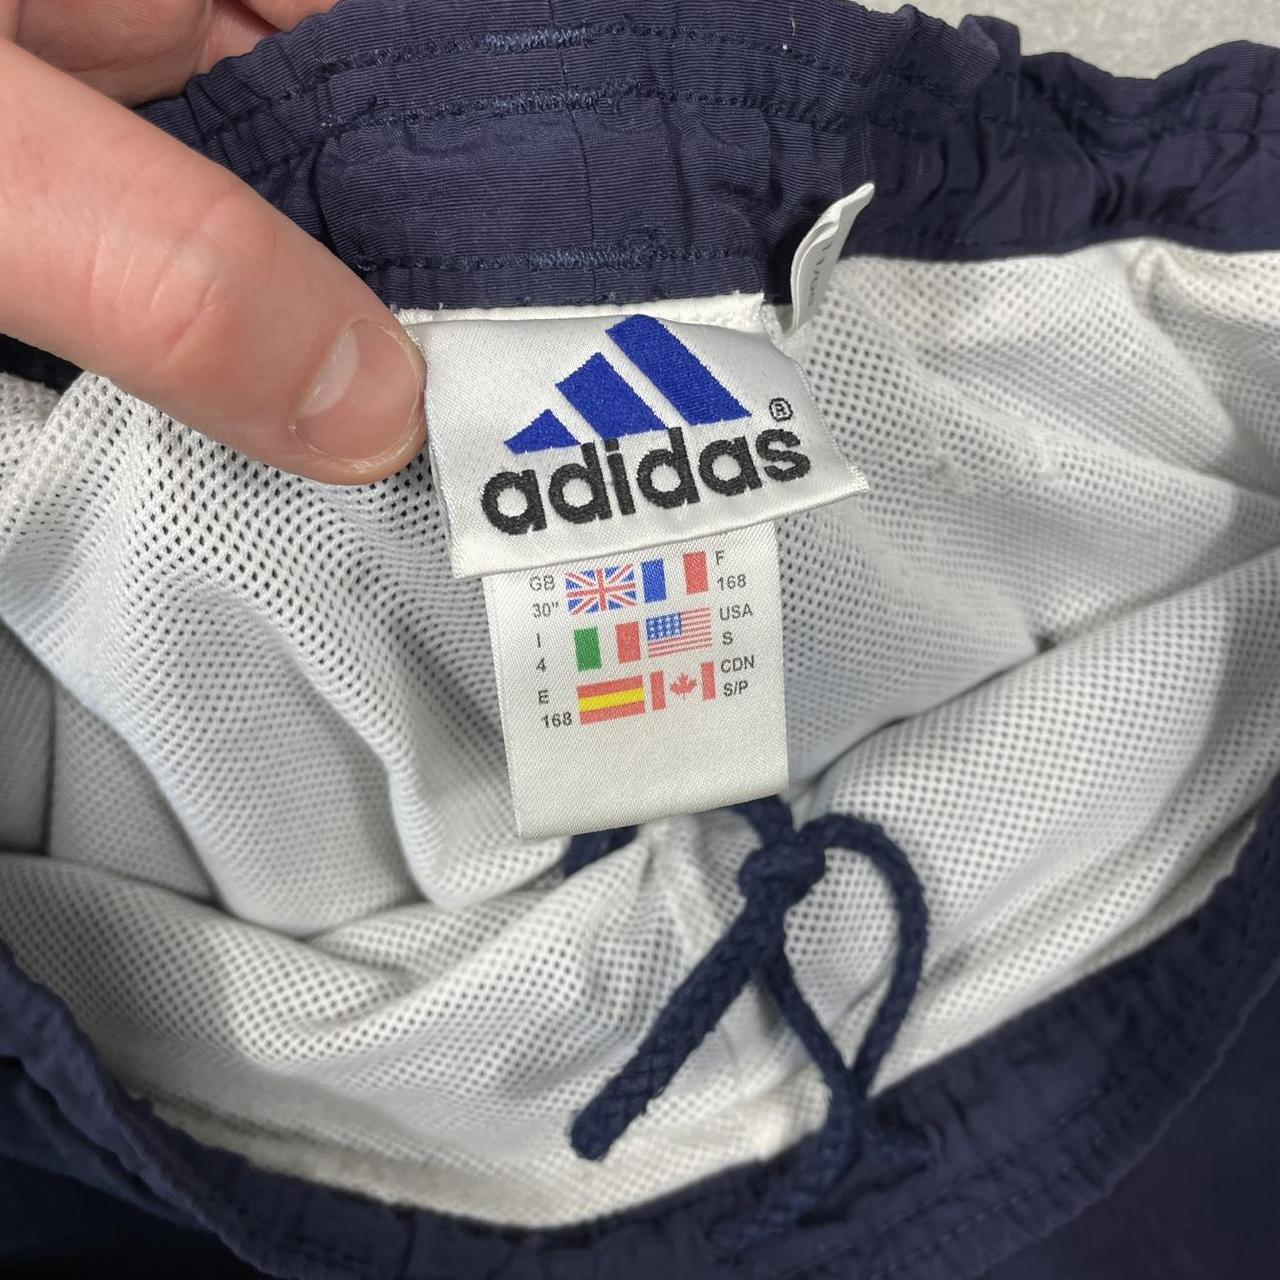 adidas®
GB F
30" 168
I USA
4 S
E CDN
168 S/P